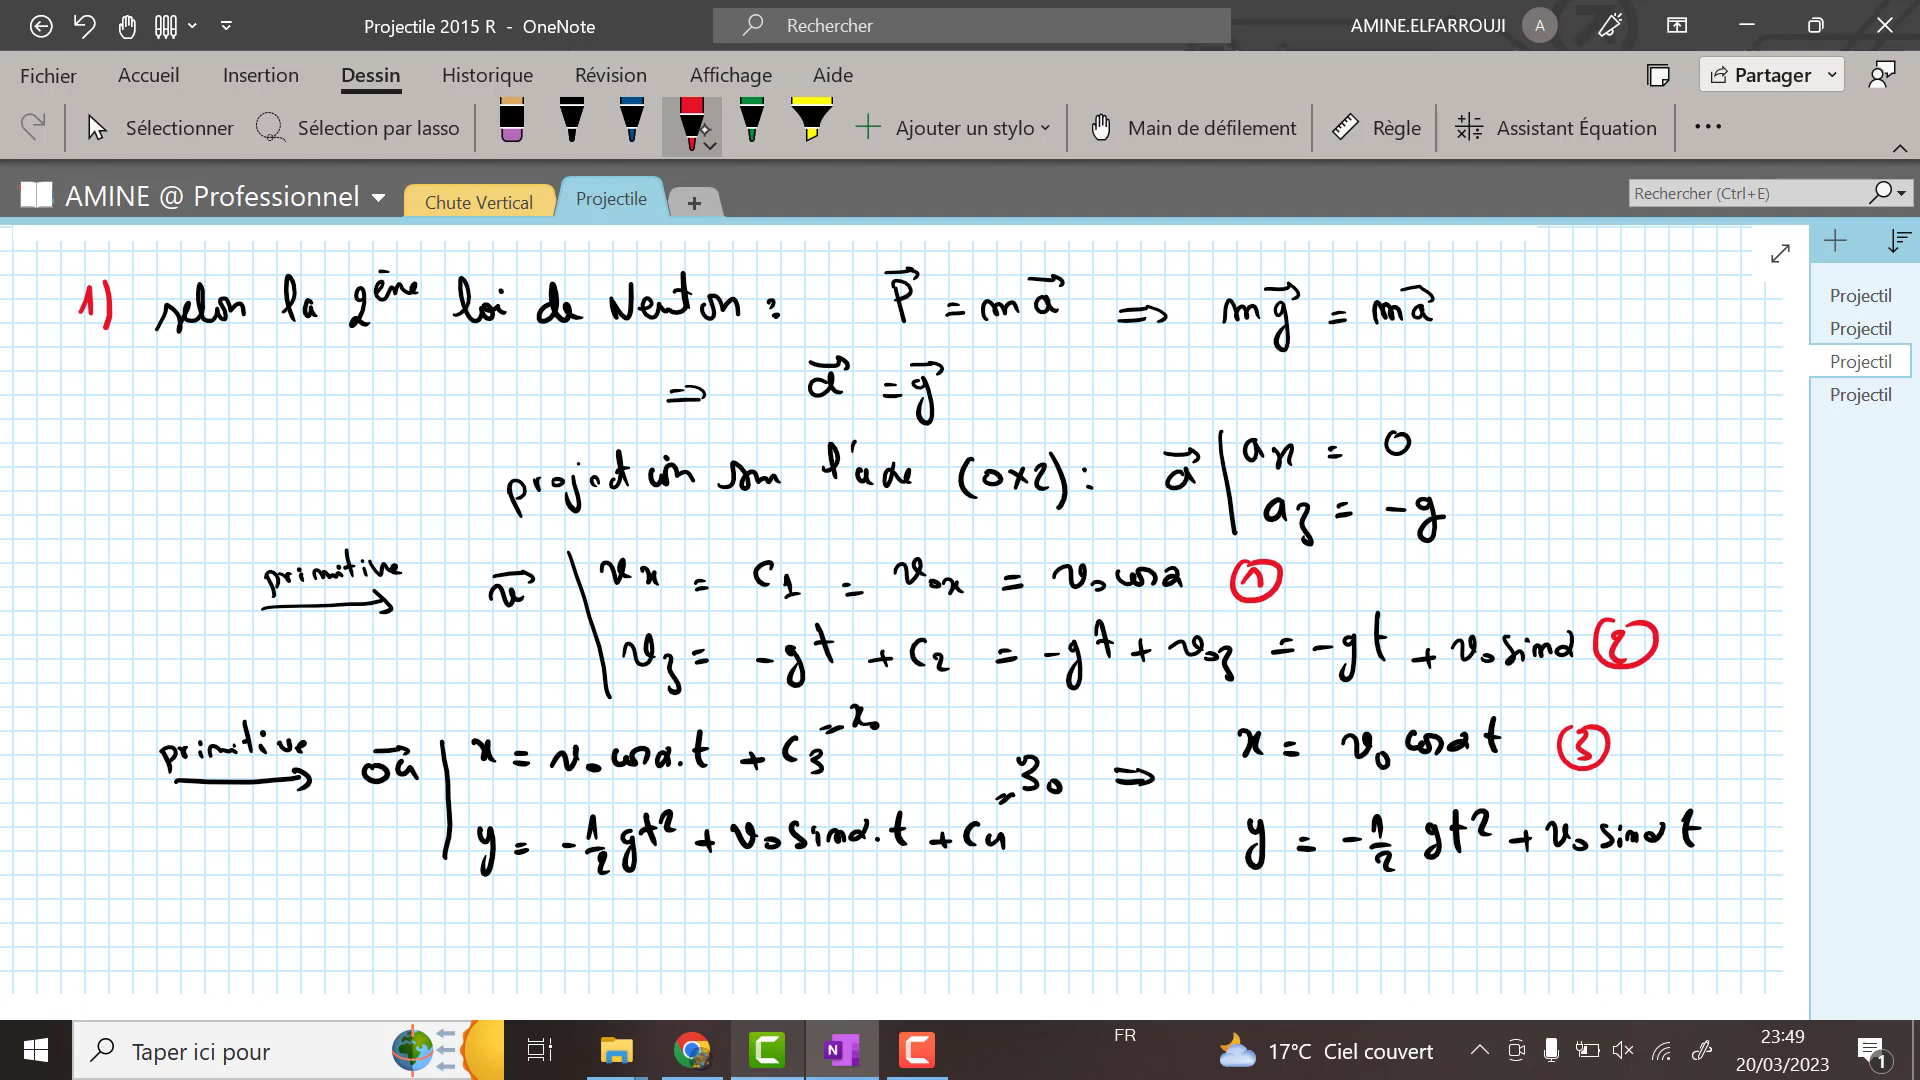 Projectile 2015 R - OneNote
Rechercher
AMINE.ELFARROUJI
A
Fichier Accueil Insertion Dessin Historique Révision Affichage Aide
Partager
Sélectionner Sélection par lasso Ajouter un stylo Main de défilement Règle Assistant Équation ...
AMINE @ Professionnel Chute Vertical Projectile +
Rechercher (Ctrl+E)
Projectil
Projectil
Projectil
Projectil
1) selon la 2ème loi de Newton : P⃗ = m a⃗ ⇒ m g⃗ = m a⃗
⇒ a⃗ = g⃗
projection sur l'axe (oxz) : a⃗ | ax = 0
az = -g
primitive v⃗ | vx = C1 = v0x = v0 cosα ①
vz = -gt + C2 = -gt + v0z = -gt + v0 sinα ②
primitive OG⃗ | x = v0 cosα.t + C3 = x0 ⇒ x = v0 cosα t ③
y = -1/2 gt² + v0 sinα.t + C4 = z0 y = -1/2 gt² + v0 sinα t
Taper ici pour
N
FR
17°C Ciel couvert
23:49
20/03/2023
1